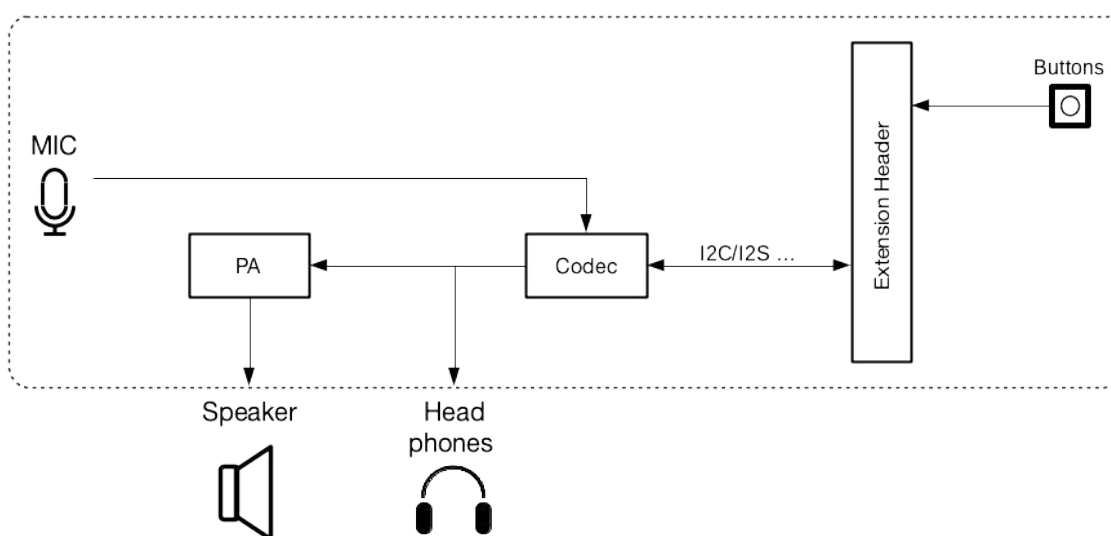 Buttons
MIC
Extension Header
I2C/I2S ...
PA
Codec
Speaker
Head
phones